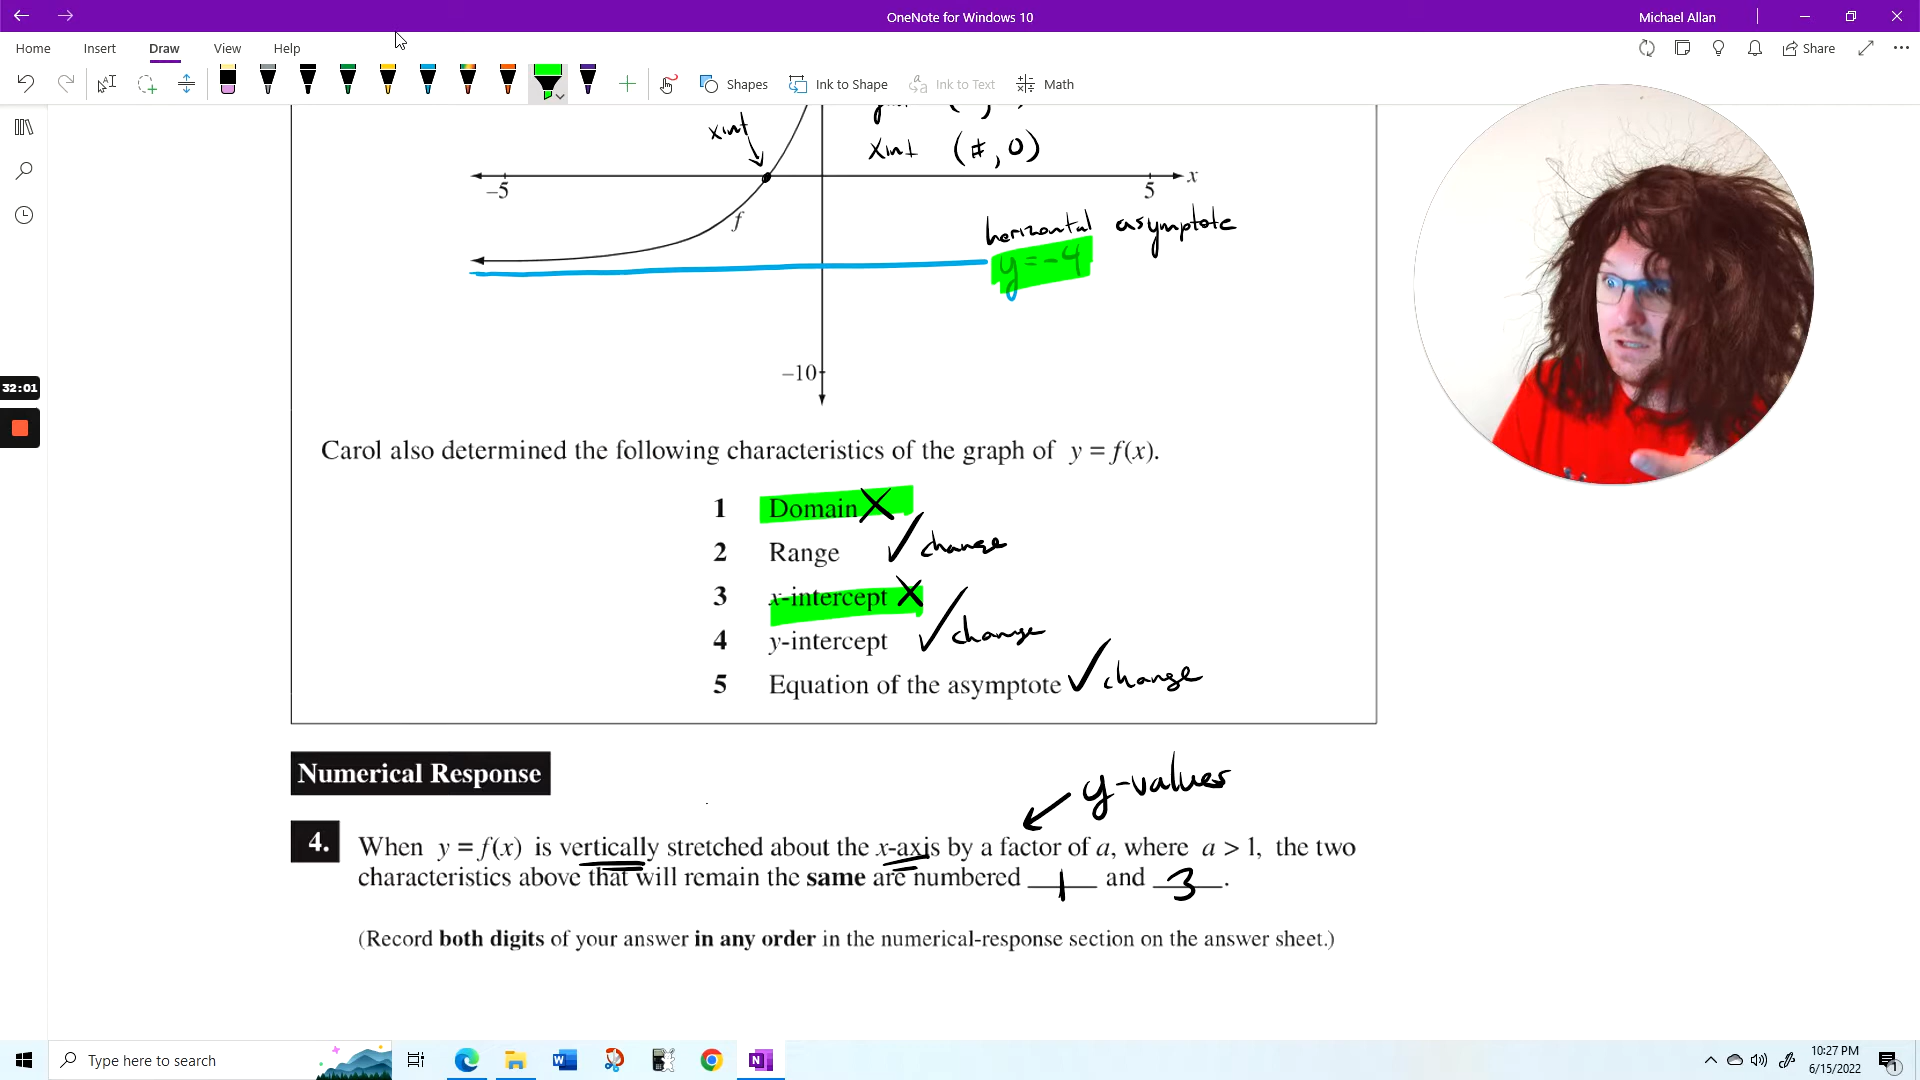 OneNote for Windows 10
Michael Allan
Home Insert Draw View Help
Share
Shapes Ink to Shape Ink to Text Math
x int
x int (#, 0)
–5
5
x
f
horizontal asymptote
y = -4
–10
32:01
Carol also determined the following characteristics of the graph of y = f(x).
1 Domain X
2 Range ✓ change
3 x-intercept X
4 y-intercept ✓ change
5 Equation of the asymptote ✓ change
Numerical Response
y-values
4. When y = f(x) is vertically stretched about the x-axis by a factor of a, where a > 1, the two
characteristics above that will remain the same are numbered 1 and 3.
(Record both digits of your answer in any order in the numerical-response section on the answer sheet.)
Type here to search
10:27 PM
6/15/2022